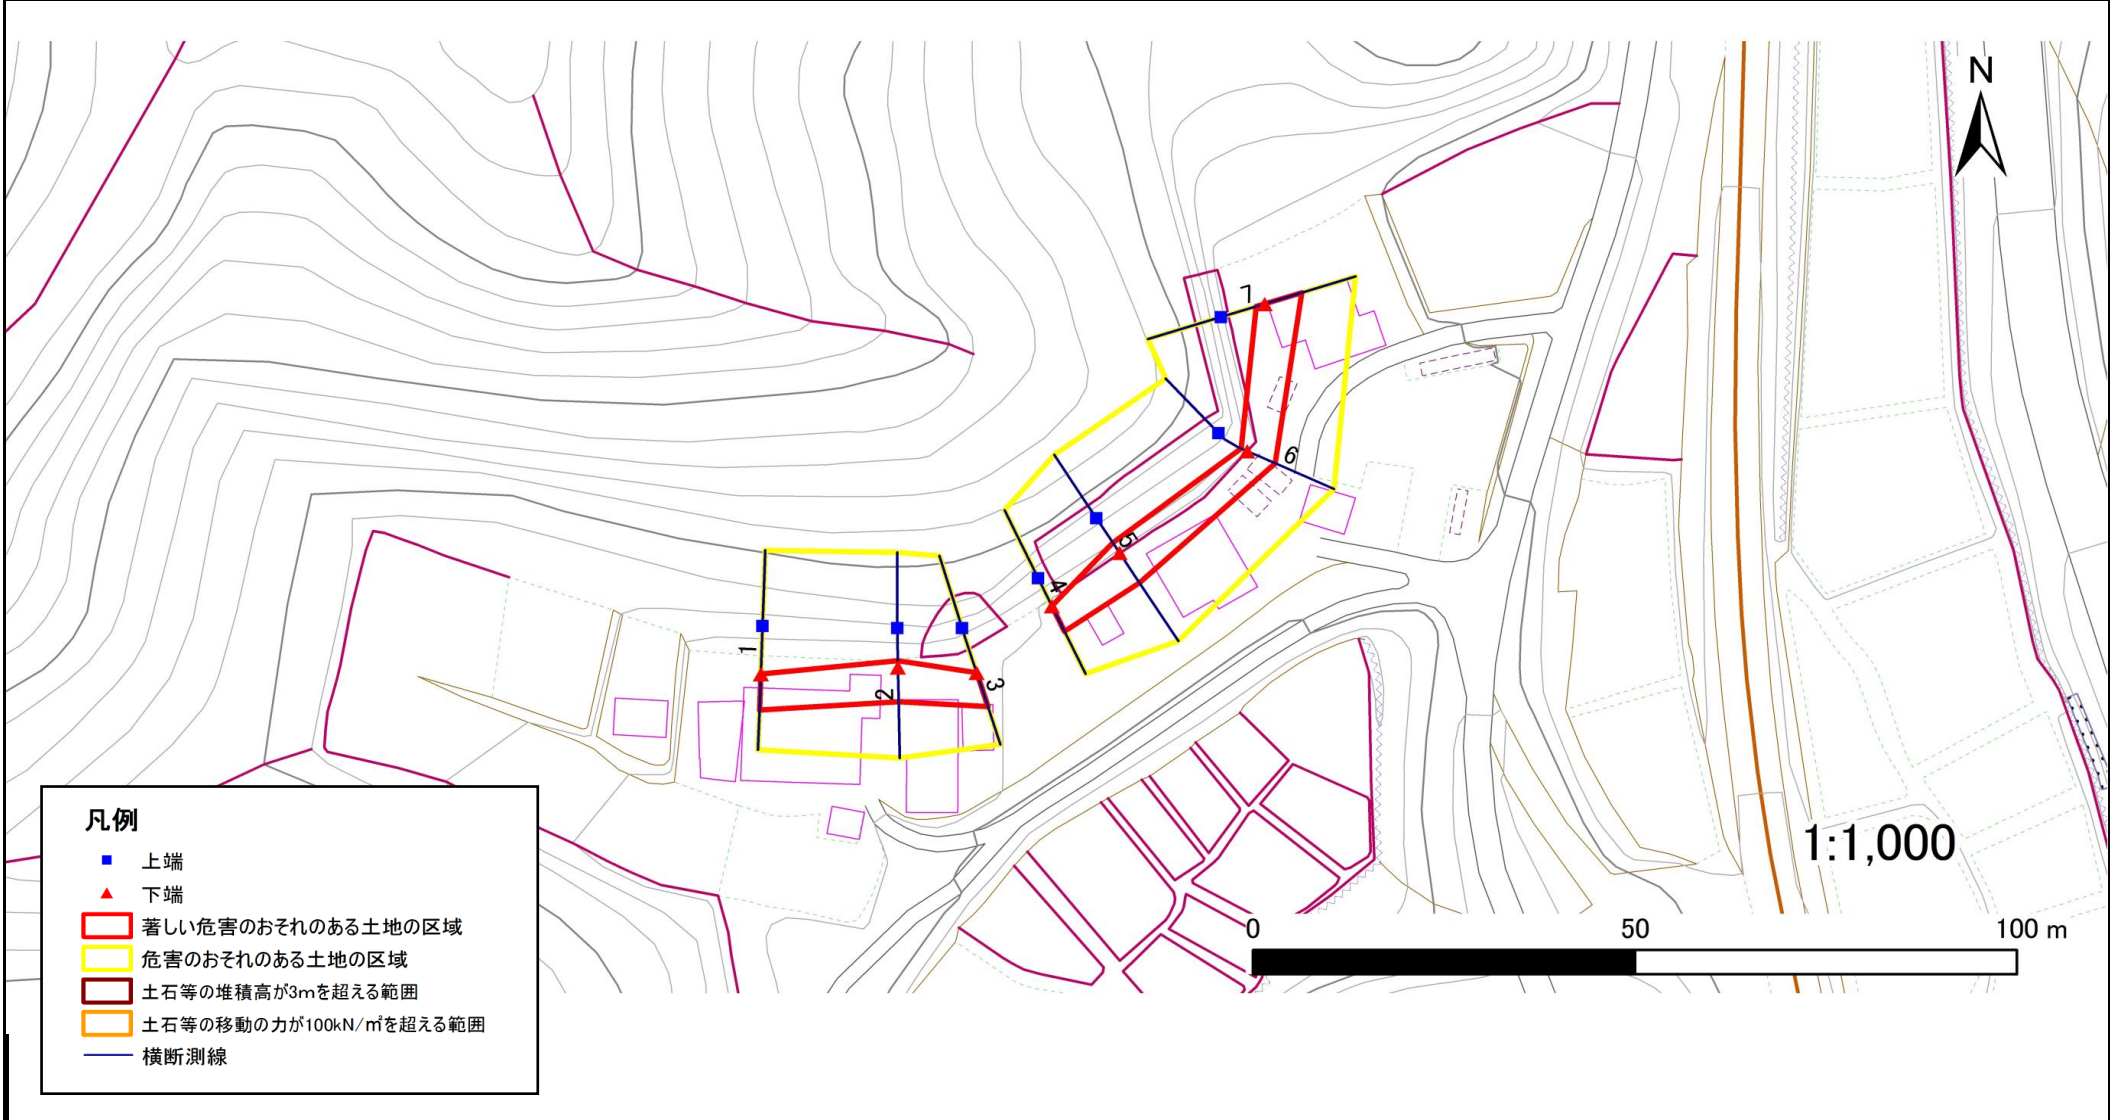 N
7
6
5
4
1
2
3
1:1,000
0 50 100 m
凡例
上端
下端
著しい危害のおそれのある土地の区域
危害のおそれのある土地の区域
土石等の堆積高が3mを超える範囲
土石等の移動の力が100kN/㎡を超える範囲
横断測線